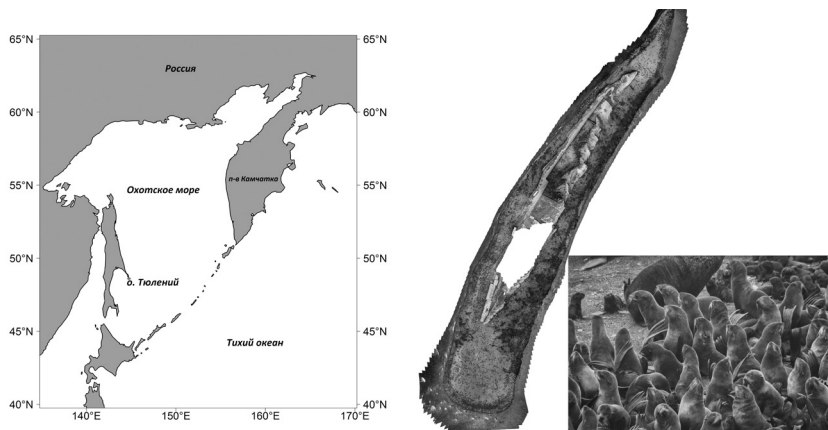 65°N
60°N
55°N
50°N
45°N
40°N
65°N
60°N
55°N
50°N
45°N
40°N
140°E
150°E
160°E
170°E
Россия
п-в Камчатка
Охотское море
о. Тюлений
Тихий океан